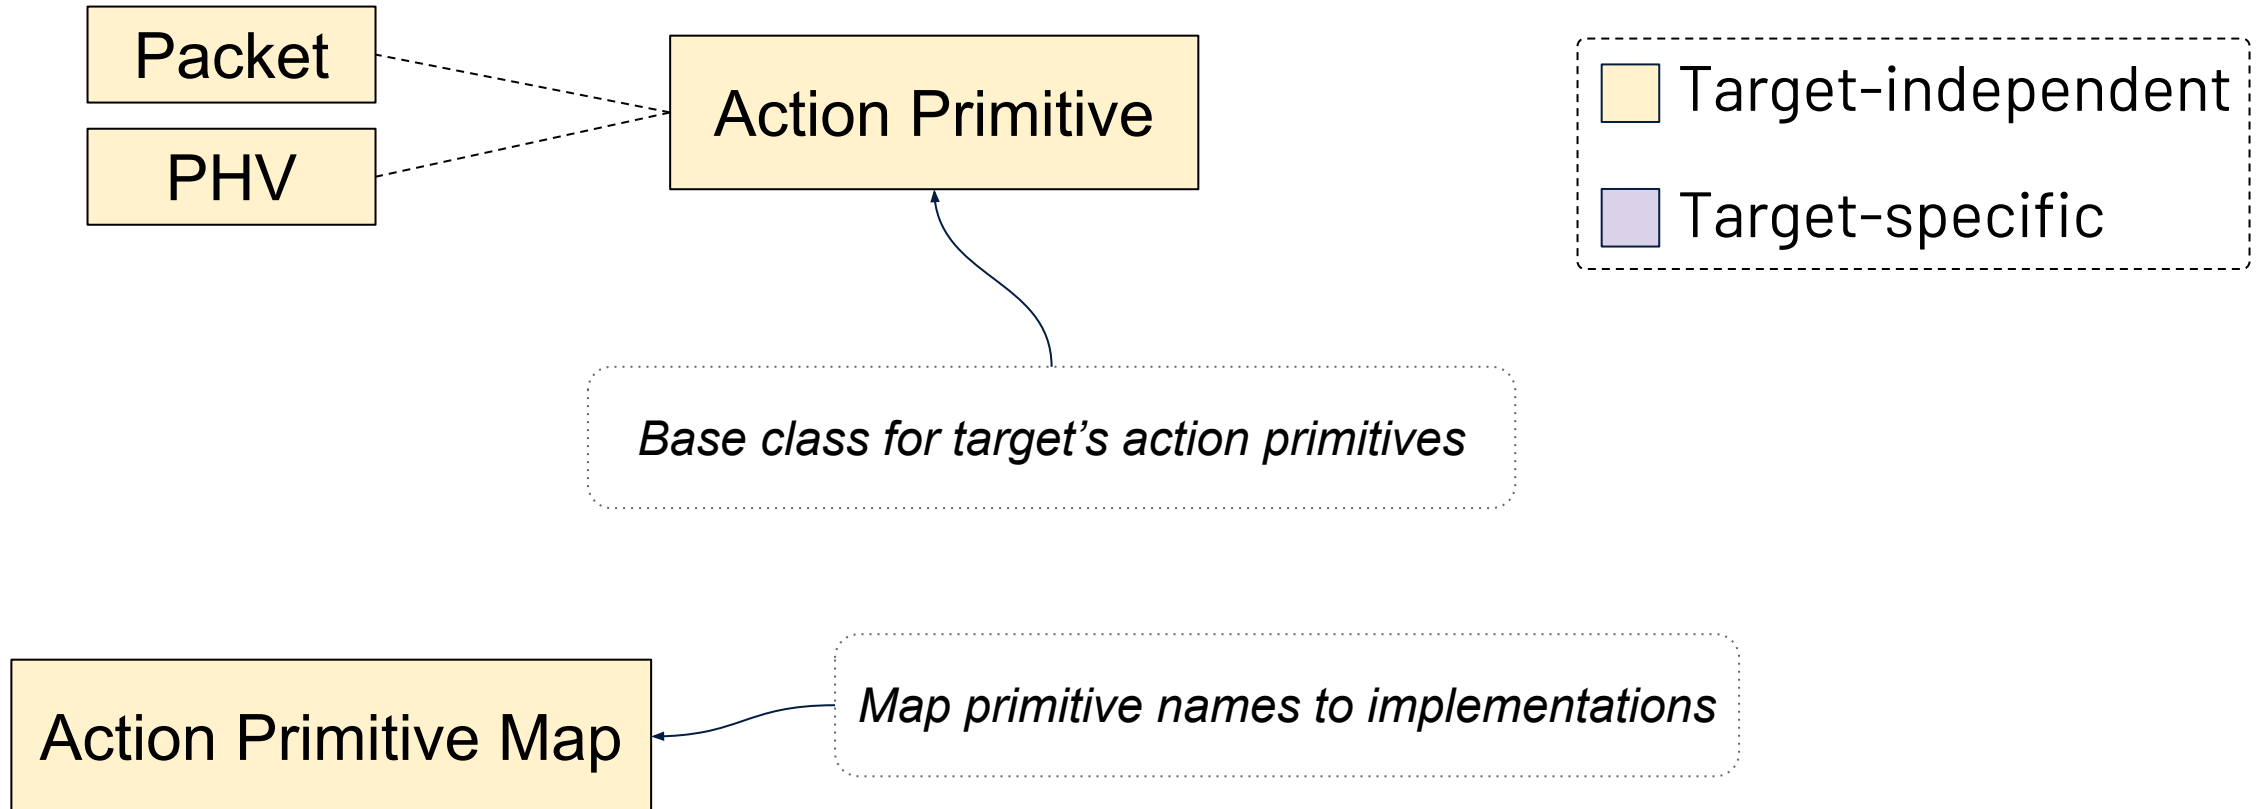 Packet
PHV
Action Primitive
Target-independent
Target-specific
Base class for target’s action primitives
Map primitive names to implementations
Action Primitive Map